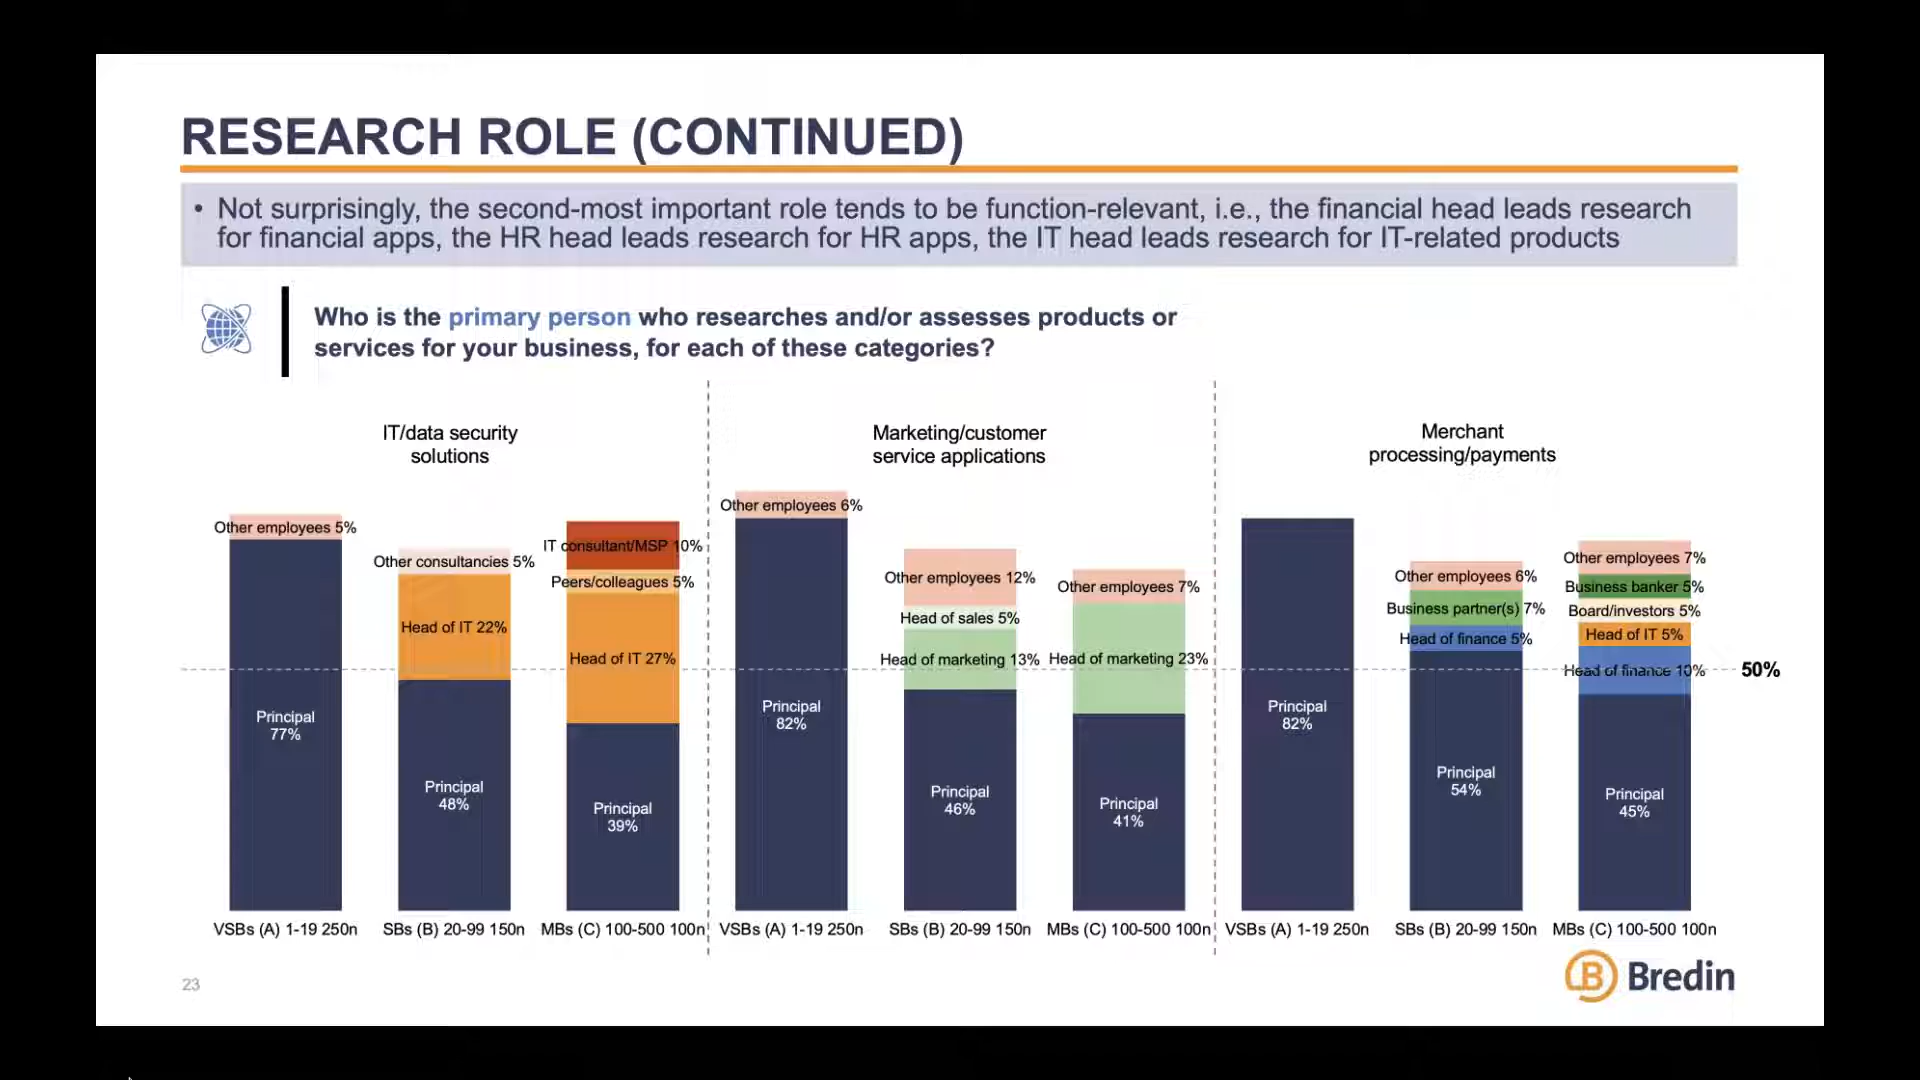 RESEARCH ROLE (CONTINUED)
• Not surprisingly, the second-most important role tends to be function-relevant, i.e., the financial head leads research
for financial apps, the HR head leads research for HR apps, the IT head leads research for IT-related products
Who is the primary person who researches and/or assesses products or
services for your business, for each of these categories?
IT/data security
solutions
Other employees 5%
Principal
77%
VSBs (A) 1-19 250n
Other consultancies 5%
Head of IT 22%
Principal
48%
SBs (B) 20-99 150n
IT consultant/MSP 10%
Peers/colleagues 5%
Head of IT 27%
Principal
39%
MBs (C) 100-500 100n
Marketing/customer
service applications
Other employees 6%
Principal
82%
VSBs (A) 1-19 250n
Other employees 12%
Head of sales 5%
Head of marketing 13%
Principal
46%
SBs (B) 20-99 150n
Other employees 7%
Head of marketing 23%
Principal
41%
MBs (C) 100-500 100n
Merchant
processing/payments
Principal
82%
VSBs (A) 1-19 250n
Other employees 6%
Business partner(s) 7%
Head of finance 5%
Principal
54%
SBs (B) 20-99 150n
Other employees 7%
Business banker 5%
Board/investors 5%
Head of IT 5%
Head of finance 10%
Principal
45%
MBs (C) 100-500 100n
50%
23
B Bredin